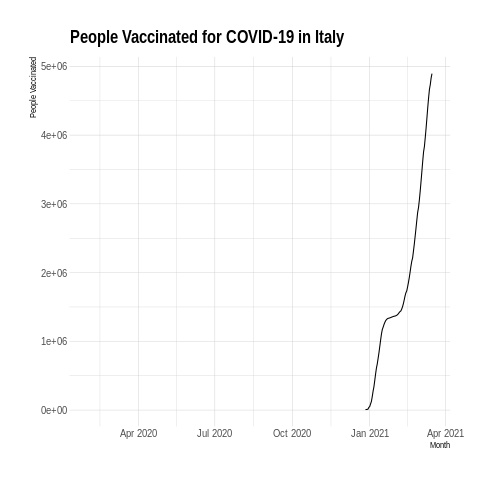 People Vaccinated for COVID-19 in Italy
People Vaccinated
5e+06
4e+06
3e+06
2e+06
1e+06
0e+00
Apr 2020 Jul 2020 Oct 2020 Jan 2021 Apr 2021
Month